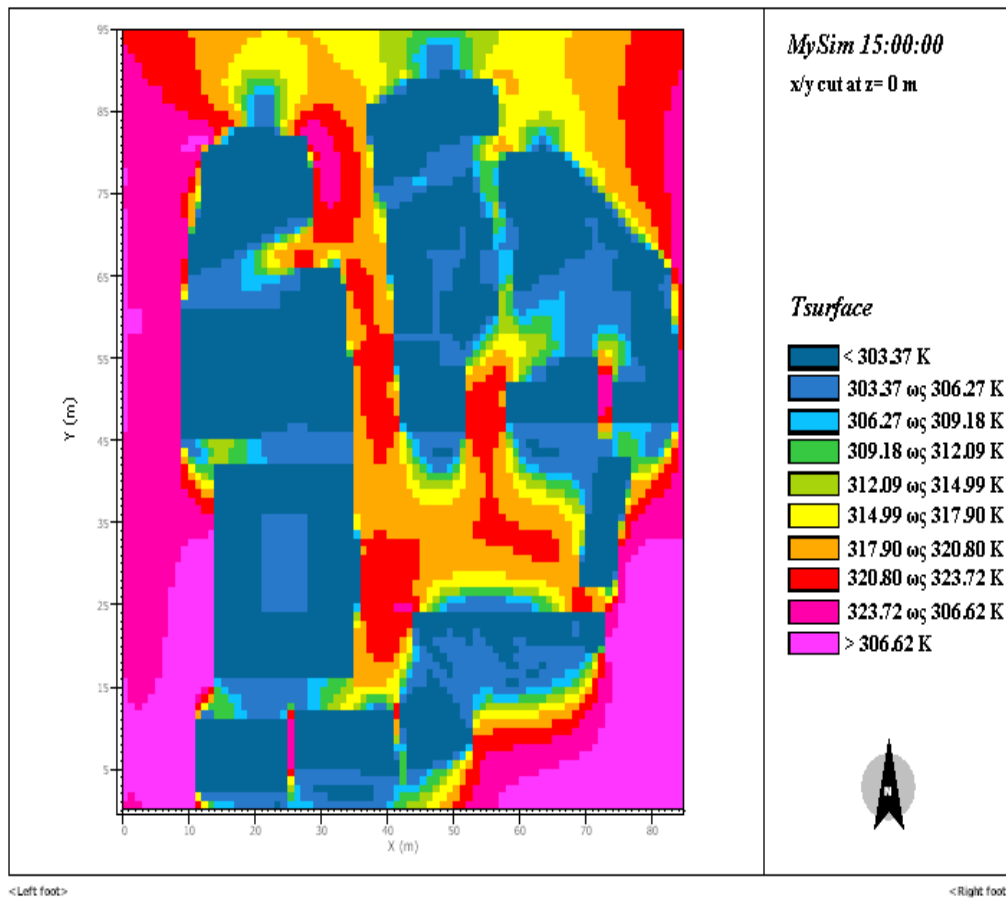 MySim 15:00:00
x/y cut at z= 0 m
Tsurface
< 303.37 K
303.37 ως 306.27 K
306.27 ως 309.18 K
309.18 ως 312.09 K
312.09 ως 314.99 K
314.99 ως 317.90 K
317.90 ως 320.80 K
320.80 ως 323.72 K
323.72 ως 306.62 K
> 306.62 K
N
95
85
75
65
55
45
35
25
15
5
Y (m)
0 10 20 30 40 50 60 70 80
X (m)
<Left foot>
<Right foot